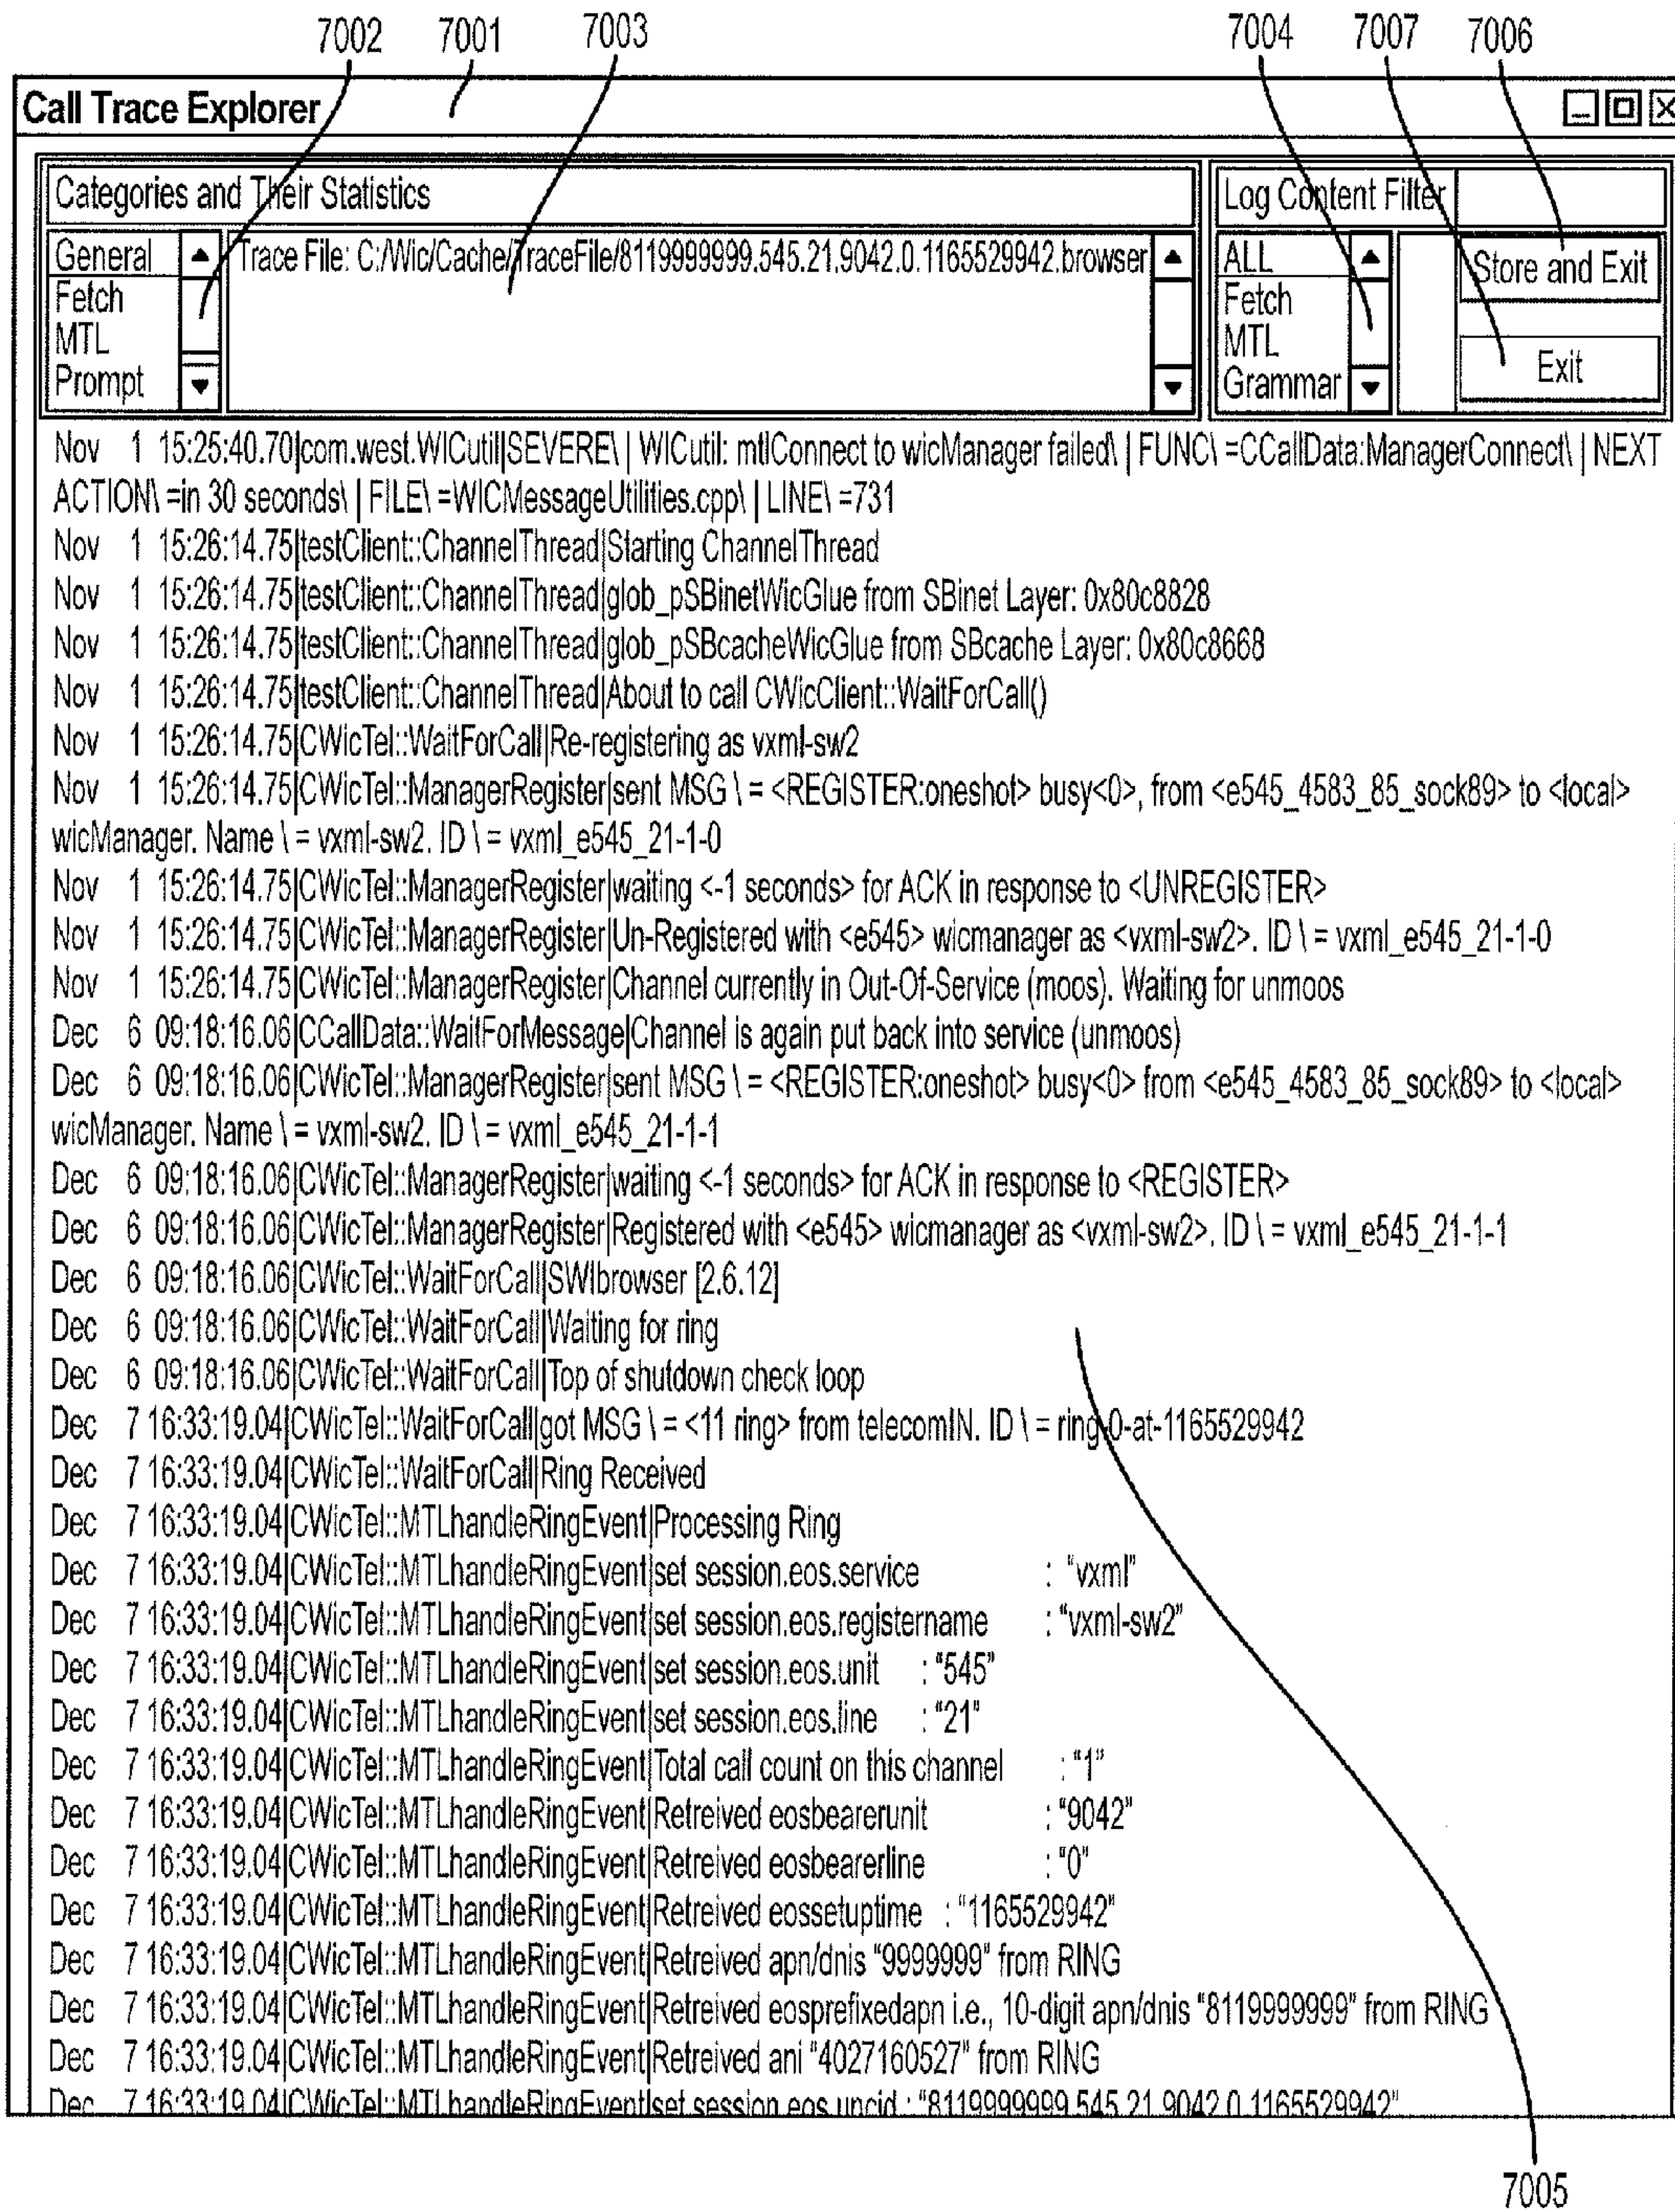 7002 7001 7003 7004 7007 7006
Call Trace Explorer
Categories and Their Statistics
Log Content Filter
General
Fetch
MTL
Prompt
Trace File: C:/Wic/Cache/TraceFile/8119999999.545.21.9042.0.1165529942.browser
ALL
Fetch
MTL
Grammar
Store and Exit
Exit
Nov 1 15:25:40.70|com.west.WICutil|SEVERE\ | WICutil: mtlConnect to wicManager failed\ | FUNC\ =CCallData:ManagerConnect\ | NEXT
ACTION\ =in 30 seconds\ | FILE\ =WICMessageUtilities.cpp\ | LINE\ =731
Nov 1 15:26:14.75|testClient::ChannelThread|Starting ChannelThread
Nov 1 15:26:14.75|testClient::ChannelThread|glob_pSBinetWicGlue from SBinet Layer: 0x80c8828
Nov 1 15:26:14.75|testClient::ChannelThread|glob_pSBcacheWicGlue from SBcache Layer: 0x80c8668
Nov 1 15:26:14.75|testClient::ChannelThread|About to call CWicClient::WaitForCall()
Nov 1 15:26:14.75|CWicTel::WaitForCall|Re-registering as vxml-sw2
Nov 1 15:26:14.75|CWicTel::ManagerRegister|sent MSG \ = <REGISTER:oneshot> busy<0>, from <e545_4583_85_sock89> to <local>
wicManager. Name \ = vxml-sw2. ID \ = vxml_e545_21-1-0
Nov 1 15:26:14.75|CWicTel::ManagerRegister|waiting <-1 seconds> for ACK in response to <UNREGISTER>
Nov 1 15:26:14.75|CWicTel::ManagerRegister|Un-Registered with <e545> wicmanager as <vxml-sw2>. ID \ = vxml_e545_21-1-0
Nov 1 15:26:14.75|CWicTel::ManagerRegister|Channel currently in Out-Of-Service (moos). Waiting for unmoos
Dec 6 09:18:16.06|CCallData::WaitForMessage|Channel is again put back into service (unmoos)
Dec 6 09:18:16.06|CWicTel::ManagerRegister|sent MSG \ = <REGISTER:oneshot> busy<0> from <e545_4583_85_sock89> to <local>
wicManager. Name \ = vxml-sw2. ID \ = vxml_e545_21-1-1
Dec 6 09:18:16.06|CWicTel::ManagerRegister|waiting <-1 seconds> for ACK in response to <REGISTER>
Dec 6 09:18:16.06|CWicTel::ManagerRegister|Registered with <e545> wicmanager as <vxml-sw2>. ID \ = vxml_e545_21-1-1
Dec 6 09:18:16.06|CWicTel::WaitForCall|SWIbrowser [2.6.12]
Dec 6 09:18:16.06|CWicTel::WaitForCall|Waiting for ring
Dec 6 09:18:16.06|CWicTel::WaitForCall|Top of shutdown check loop
Dec 7 16:33:19.04|CWicTel::WaitForCall|got MSG \ = <11 ring> from telecomIN. ID \ = ring-0-at-1165529942
Dec 7 16:33:19.04|CWicTel::WaitForCall|Ring Received
Dec 7 16:33:19.04|CWicTel::MTLhandleRingEvent|Processing Ring
Dec 7 16:33:19.04|CWicTel::MTLhandleRingEvent|set session.eos.service : "vxml"
Dec 7 16:33:19.04|CWicTel::MTLhandleRingEvent|set session.eos.registername : "vxml-sw2"
Dec 7 16:33:19.04|CWicTel::MTLhandleRingEvent|set session.eos.unit : "545"
Dec 7 16:33:19.04|CWicTel::MTLhandleRingEvent|set session.eos.line : "21"
Dec 7 16:33:19.04|CWicTel::MTLhandleRingEvent|Total call count on this channel : "1"
Dec 7 16:33:19.04|CWicTel::MTLhandleRingEvent|Retreived eosbearerunit : "9042"
Dec 7 16:33:19.04|CWicTel::MTLhandleRingEvent|Retreived eosbearerline : "0"
Dec 7 16:33:19.04|CWicTel::MTLhandleRingEvent|Retreived eossetuptime : "1165529942"
Dec 7 16:33:19.04|CWicTel::MTLhandleRingEvent|Retreived apn/dnis "9999999" from RING
Dec 7 16:33:19.04|CWicTel::MTLhandleRingEvent|Retreived eosprefixedapn i.e., 10-digit apn/dnis "8119999999" from RING
Dec 7 16:33:19.04|CWicTel::MTLhandleRingEvent|Retreived ani "4027160527" from RING
Dec 7 16:33:19.04|CWicTel::MTLhandleRingEvent|set session.eos.uncid : "8119999999.545.21.9042.0.1165529942"
7005